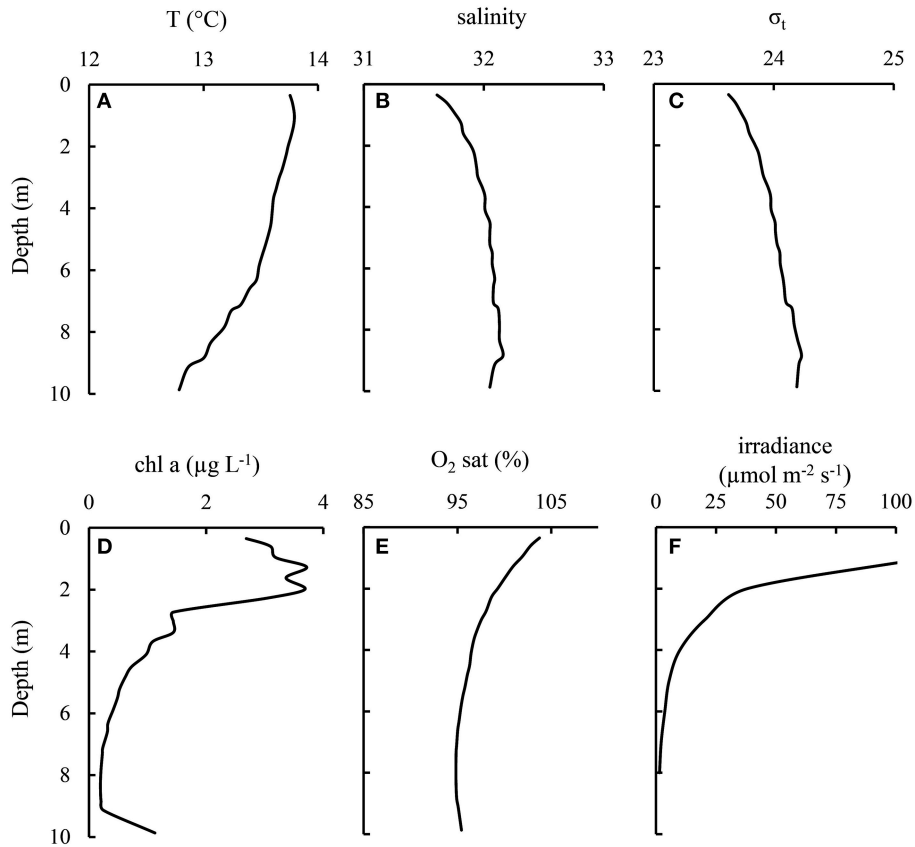 T (°C)
salinity
σt
12 13 14
31 32 33
23 24 25
0
2
4
6
8
10
Depth (m)
A
B
C
chl a (µg L-1)
O2 sat (%)
irradiance
(µmol m-2 s-1)
0 2 4
85 95 105
0 25 50 75 100
0
2
4
6
8
10
Depth (m)
D
E
F